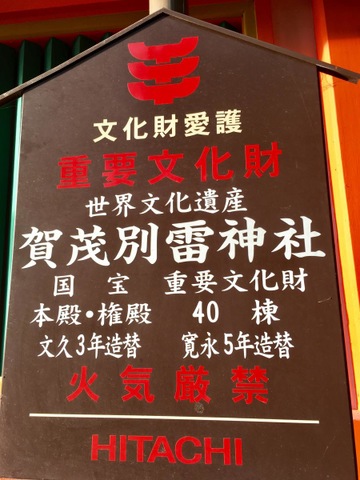 文化財愛護
重要文化財
世界文化遺産
賀茂別雷神社
国宝 重要文化財
本殿・権殿 40棟
文久3年造替 寛永5年造替
火気厳禁
HITACHI